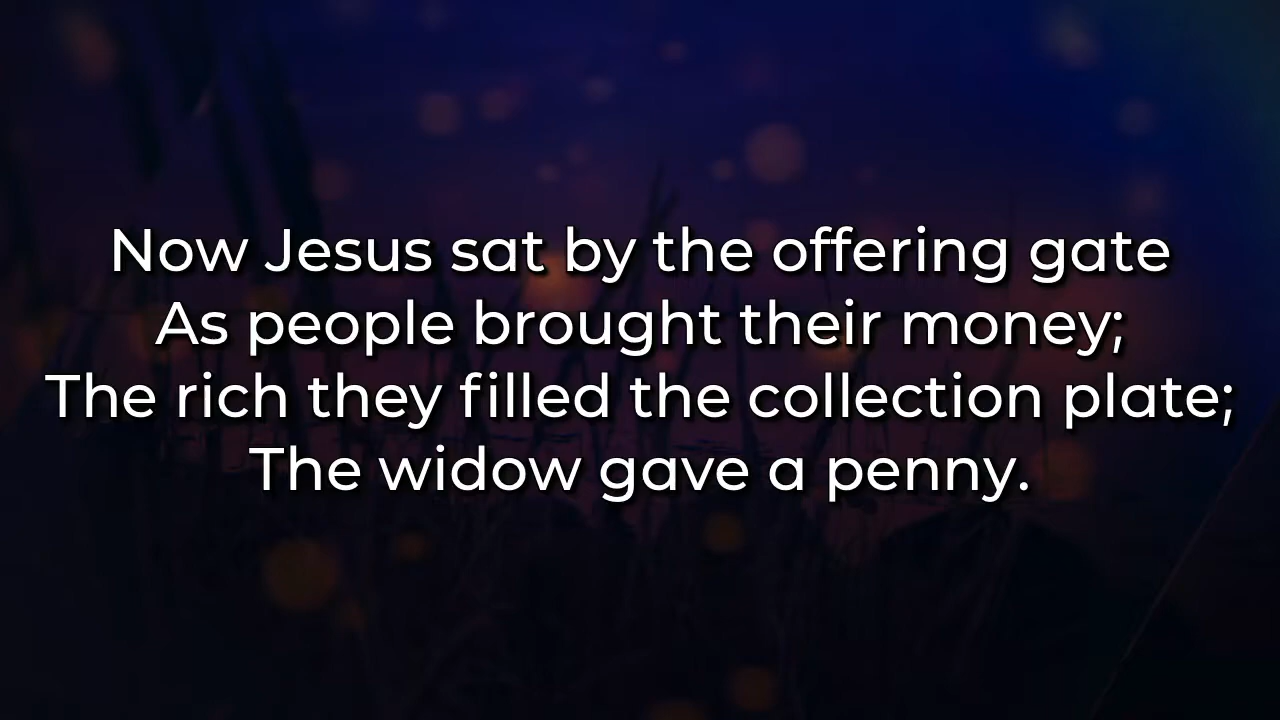 Now Jesus sat by the offering gate
As people brought their money;
The rich they filled the collection plate;
The widow gave a penny.